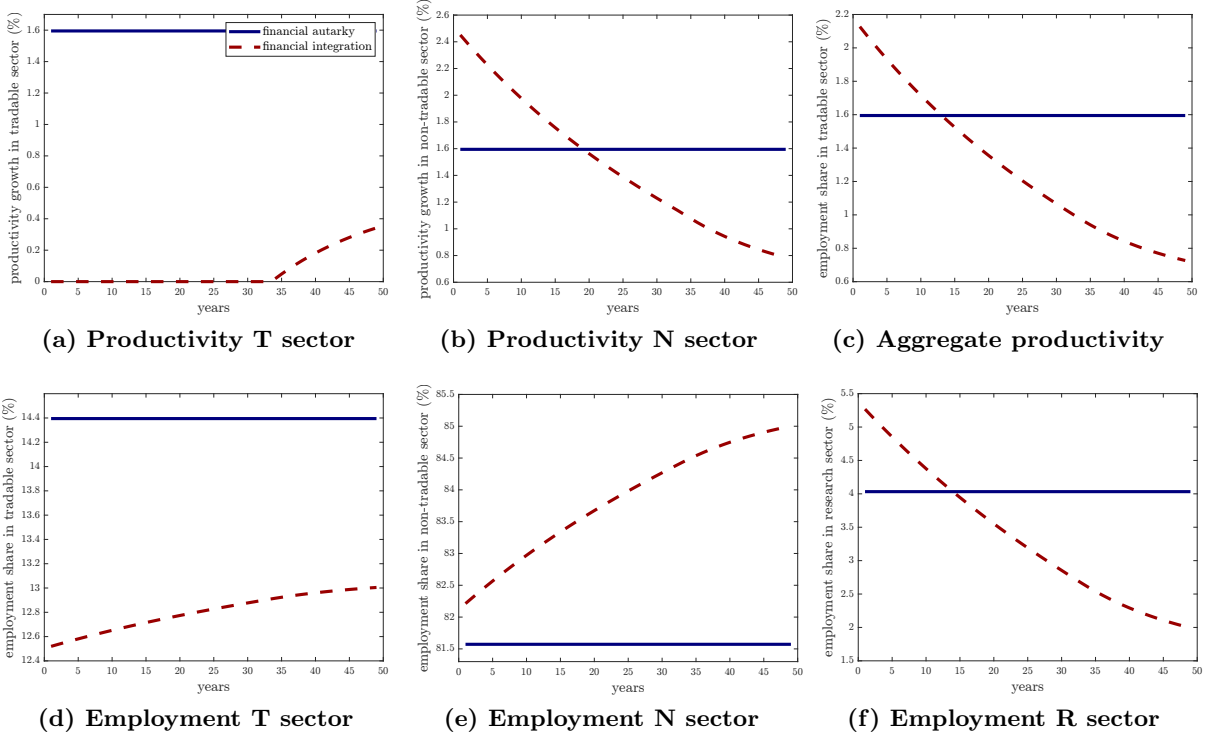 productivity growth in tradable sector (%)
1.6
1.4
1.2
1
0.8
0.6
0.4
0.2
0
0 5 10 15 20 25 30 35 40 45 50
years
financial autarky
financial integration
(a) Productivity T sector
productivity growth in non-tradable sector (%)
2.6
2.4
2.2
2
1.8
1.6
1.4
1.2
1
0.8
0.6
0 5 10 15 20 25 30 35 40 45 50
years
(b) Productivity N sector
employment share in tradable sector (%)
2.2
2
1.8
1.6
1.4
1.2
1
0.8
0.6
0 5 10 15 20 25 30 35 40 45 50
years
(c) Aggregate productivity
employment share in tradable sector (%)
14.4
14.2
14
13.8
13.6
13.4
13.2
13
12.8
12.6
12.4
0 5 10 15 20 25 30 35 40 45 50
years
(d) Employment T sector
employment share in non-tradable sector (%)
85.5
85
84.5
84
83.5
83
82.5
82
81.5
0 5 10 15 20 25 30 35 40 45 50
years
(e) Employment N sector
employment share in research sector (%)
5.5
5
4.5
4
3.5
3
2.5
2
1.5
0 5 10 15 20 25 30 35 40 45 50
years
(f) Employment R sector